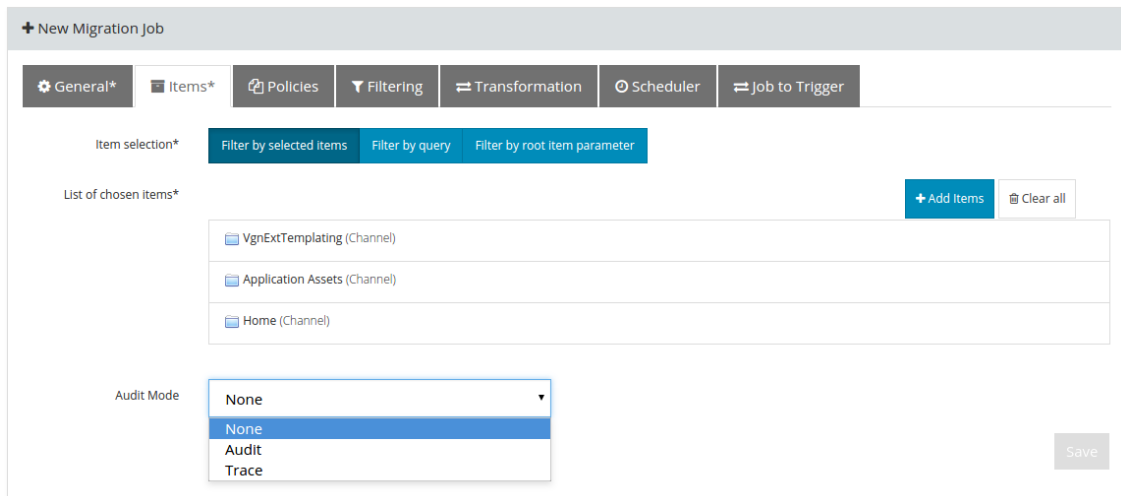 New Migration Job
General* Items* Policies Filtering Transformation Scheduler Job to Trigger
Item selection* Filter by selected items Filter by query Filter by root item parameter
List of chosen items* Add Items Clear all
VgnExtTemplating (Channel)
Application Assets (Channel)
Home (Channel)
Audit Mode None
None
Audit
Save
Trace